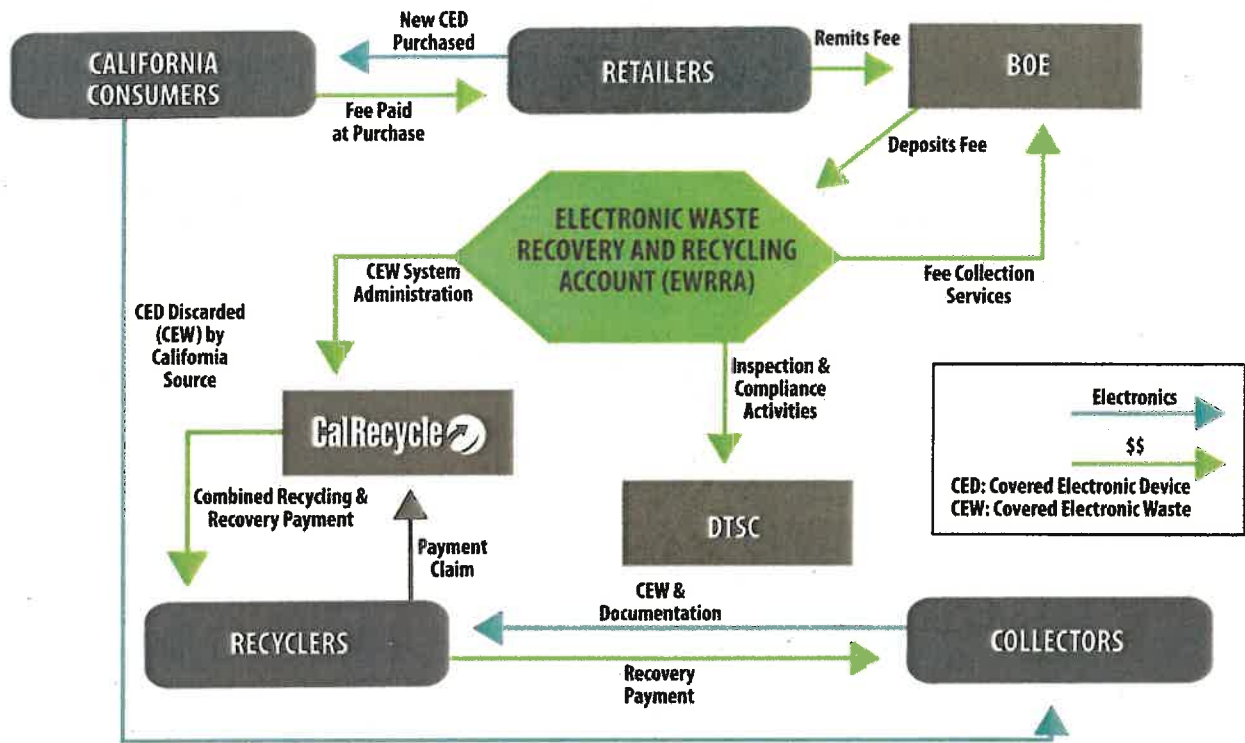 New CED
Purchased
CALIFORNIA
CONSUMERS
RETAILERS
Remits Fee
BOE
Fee Paid
at Purchase
Deposits Fee
ELECTRONIC WASTE
RECOVERY AND RECYCLING
ACCOUNT (EWRRA)
CEW System
Administration
Fee Collection
Services
CED Discarded
(CEW) by
California
Source
Inspection &
Compliance
Activities
Electronics
$$
CED: Covered Electronic Device
CEW: Covered Electronic Waste
CalRecycle
Combined Recycling &
Recovery Payment
Payment
Claim
DTSC
CEW &
Documentation
RECYCLERS
COLLECTORS
Recovery
Payment